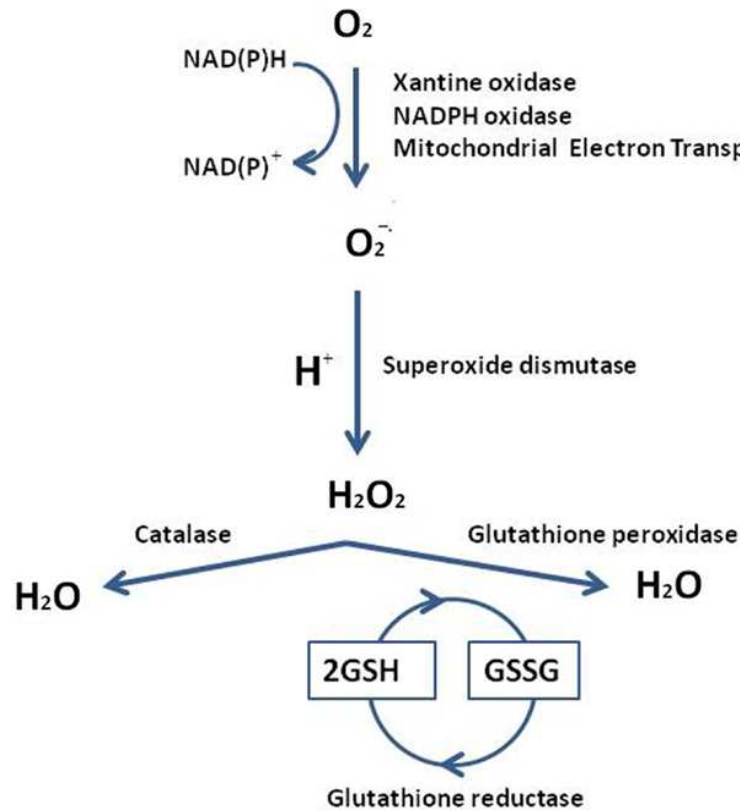 O₂
NAD(P)H
Xantine oxidase
NADPH oxidase
Mitochondrial Electron Transp
NAD(P)⁺
O₂⁻·
H⁺
Superoxide dismutase
H₂O₂
Catalase
Glutathione peroxidase
H₂O
H₂O
2GSH
GSSG
Glutathione reductase